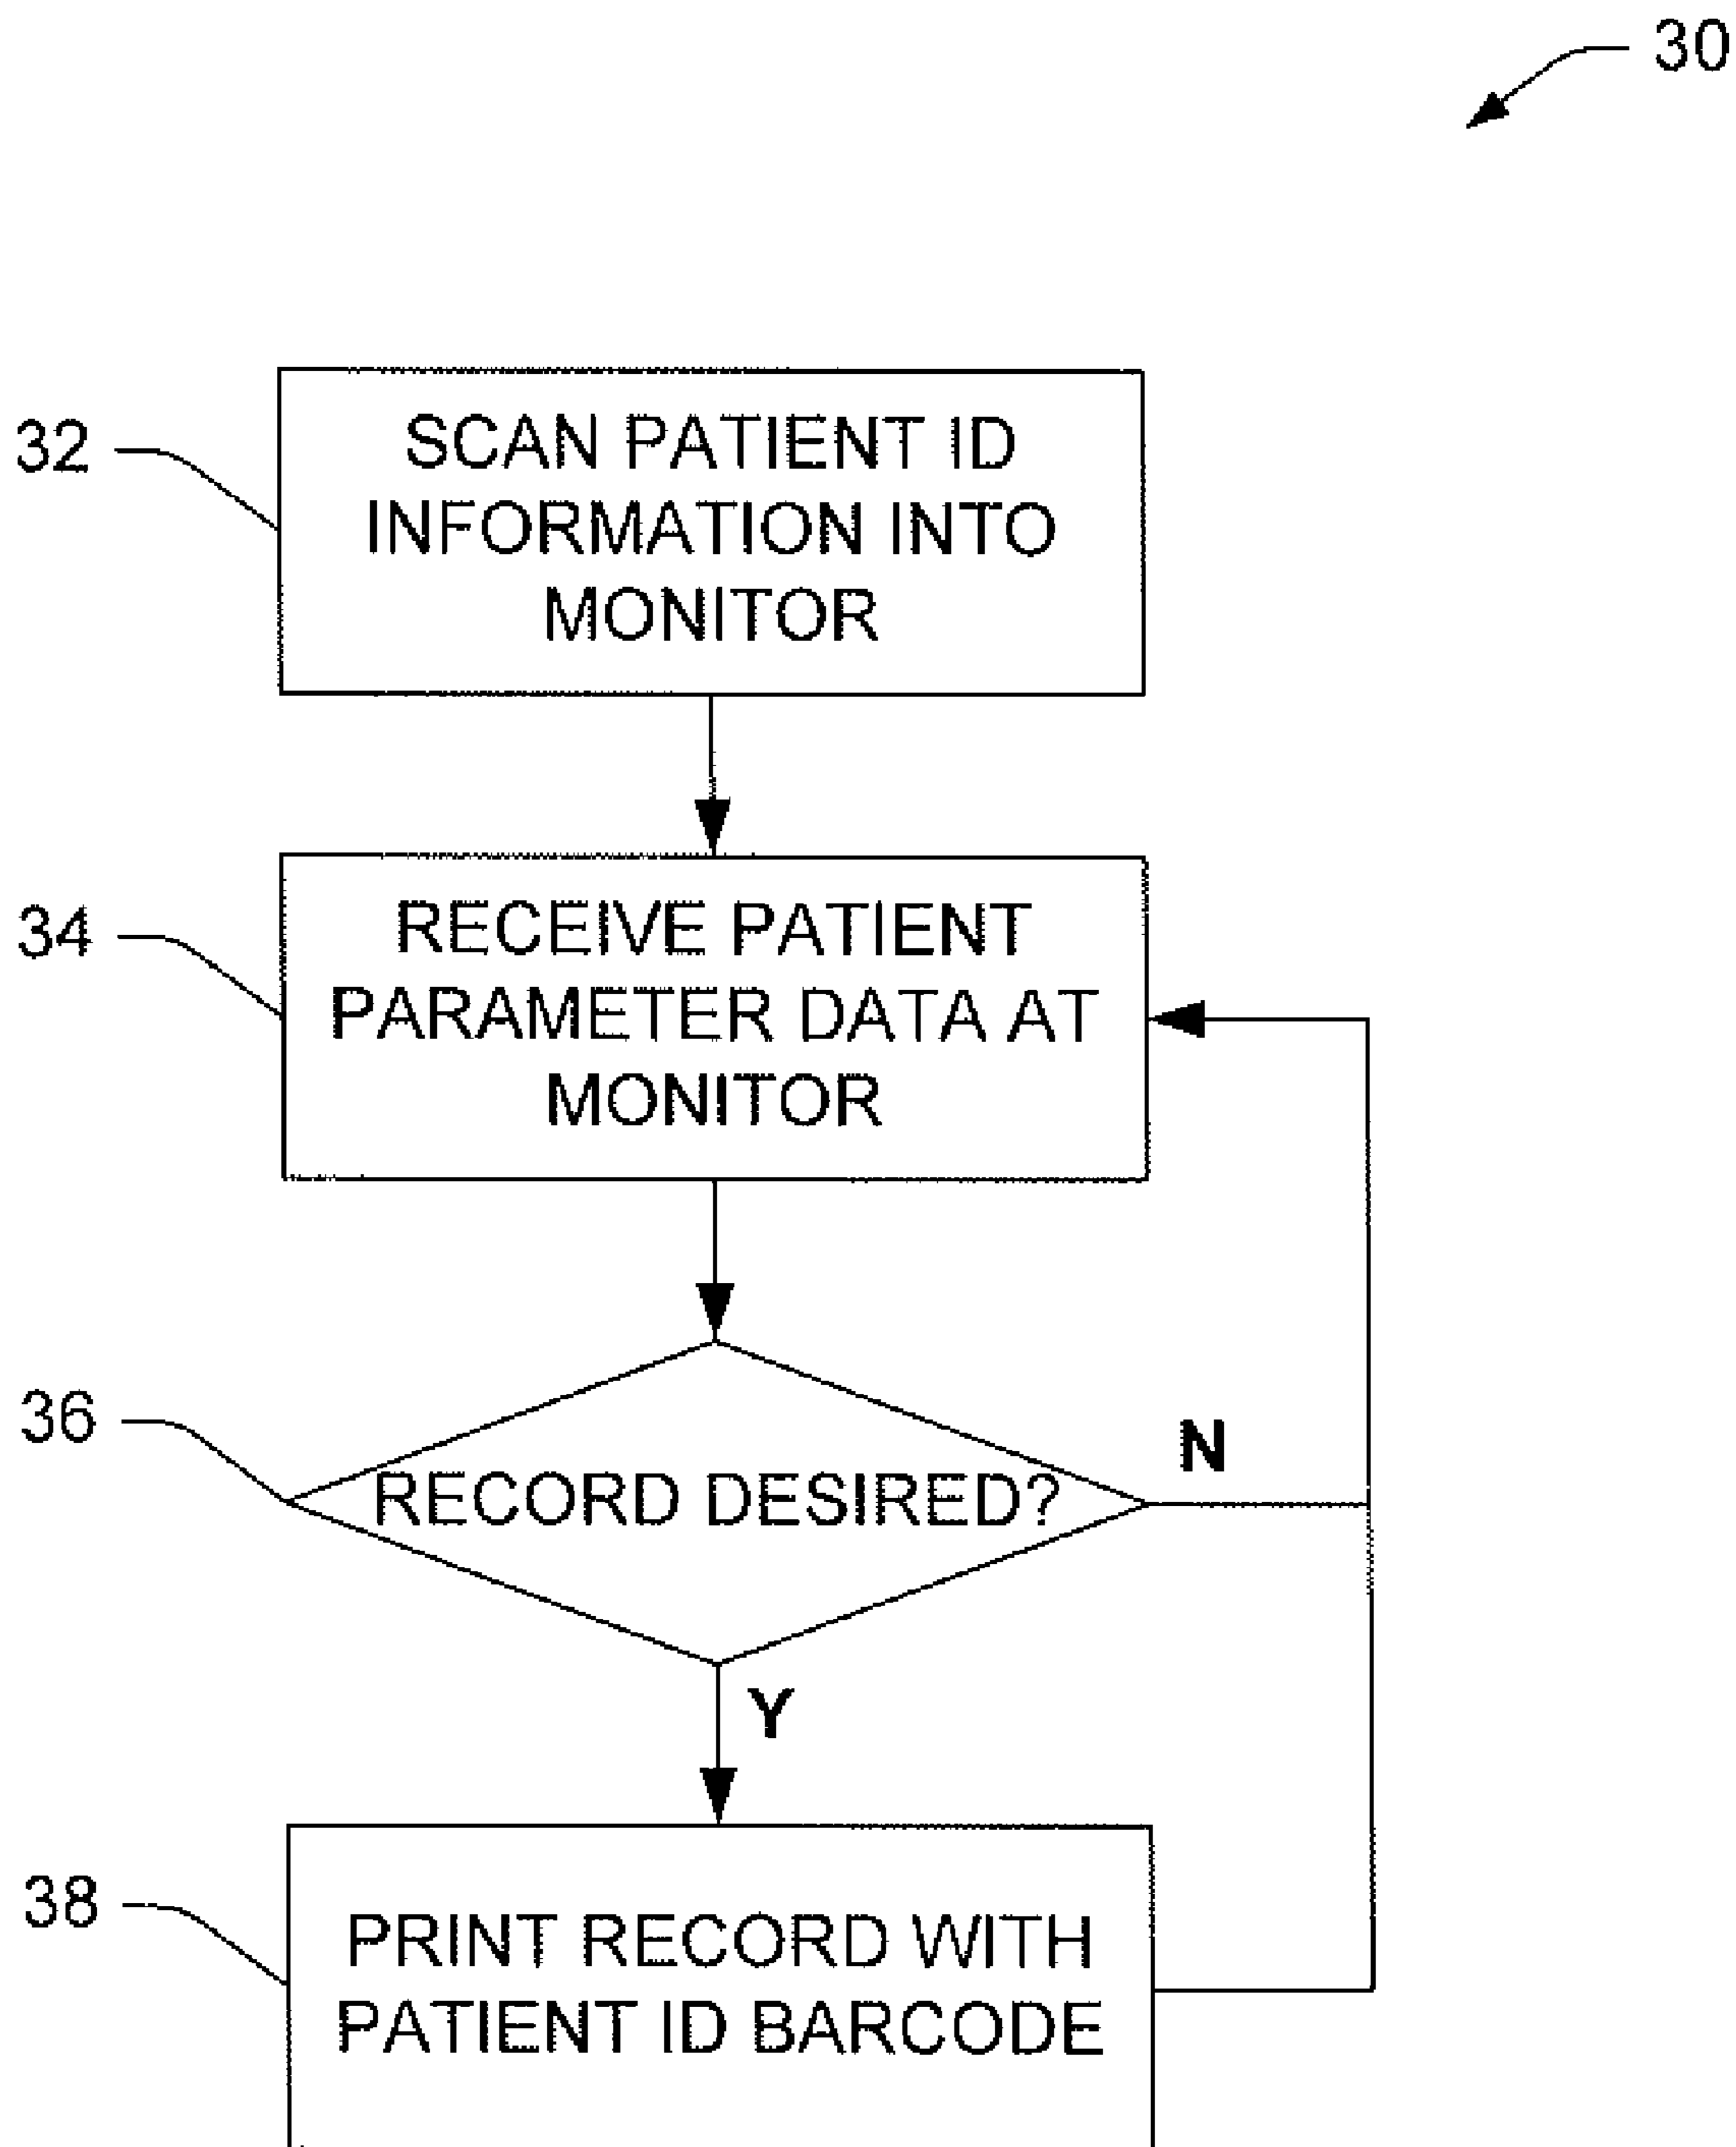 30
32
SCAN PATIENT ID
INFORMATION INTO
MONITOR
34
RECEIVE PATIENT
PARAMETER DATA AT
MONITOR
36
RECORD DESIRED?
N
Y
38
PRINT RECORD WITH
PATIENT ID BARCODE